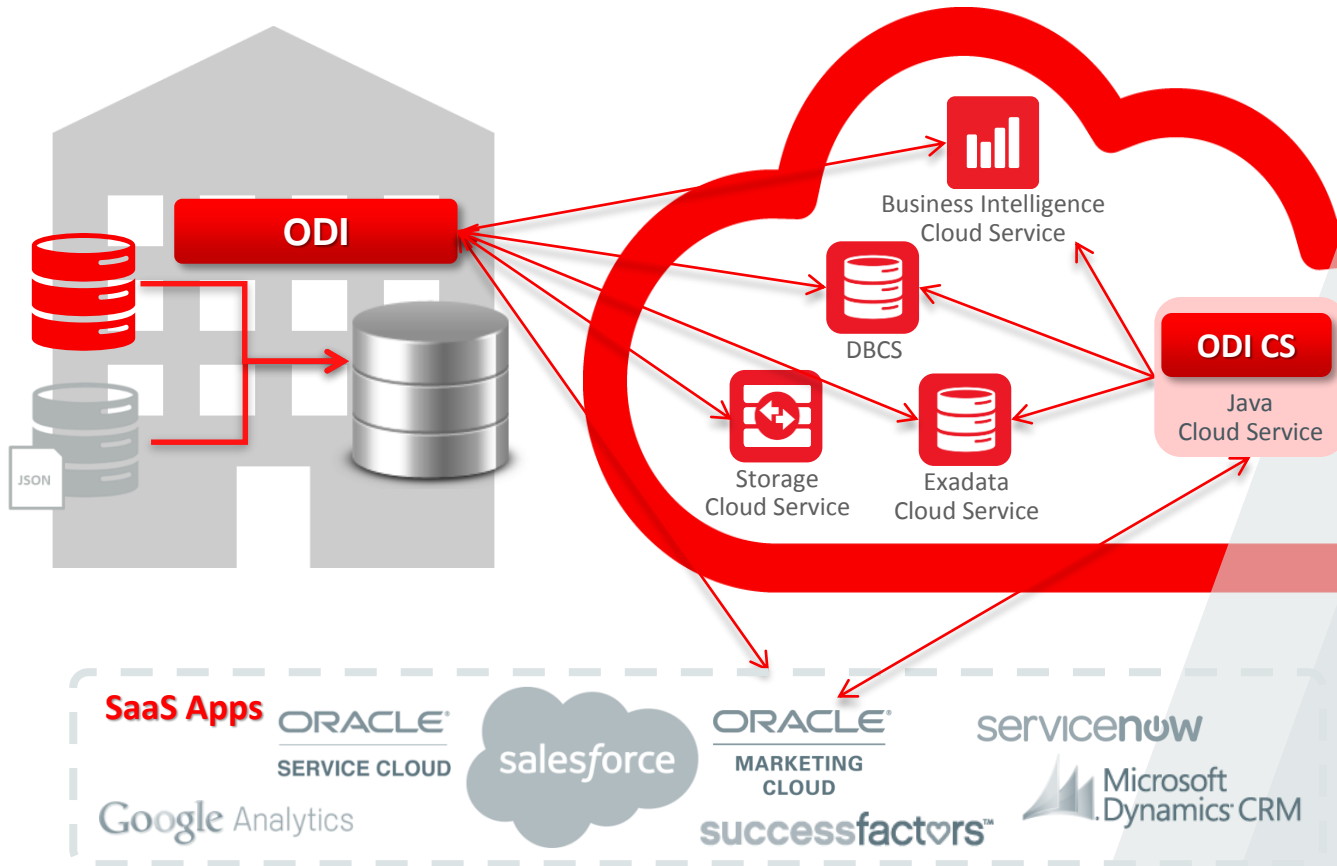 Business Intelligence
Cloud Service
ODI
DBCS
ODI CS
Java
Cloud Service
JSON
Storage
Cloud Service
Exadata
Cloud Service
SaaS Apps
ORACLE®
SERVICE CLOUD
salesforce
ORACLE®
MARKETING
CLOUD
servicenow
Google Analytics
successfactors™
Microsoft
Dynamics® CRM